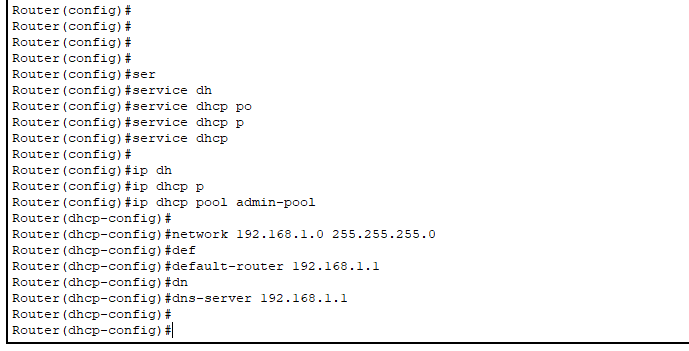 Router(config)#
Router(config)#
Router(config)#
Router(config)#
Router(config)#ser
Router(config)#service dh
Router(config)#service dhcp po
Router(config)#service dhcp p
Router(config)#service dhcp
Router(config)#
Router(config)#ip dh
Router(config)#ip dhcp p
Router(config)#ip dhcp pool admin-pool
Router(dhcp-config)#
Router(dhcp-config)#network 192.168.1.0 255.255.255.0
Router(dhcp-config)#def
Router(dhcp-config)#default-router 192.168.1.1
Router(dhcp-config)#dn
Router(dhcp-config)#dns-server 192.168.1.1
Router(dhcp-config)#
Router(dhcp-config)#